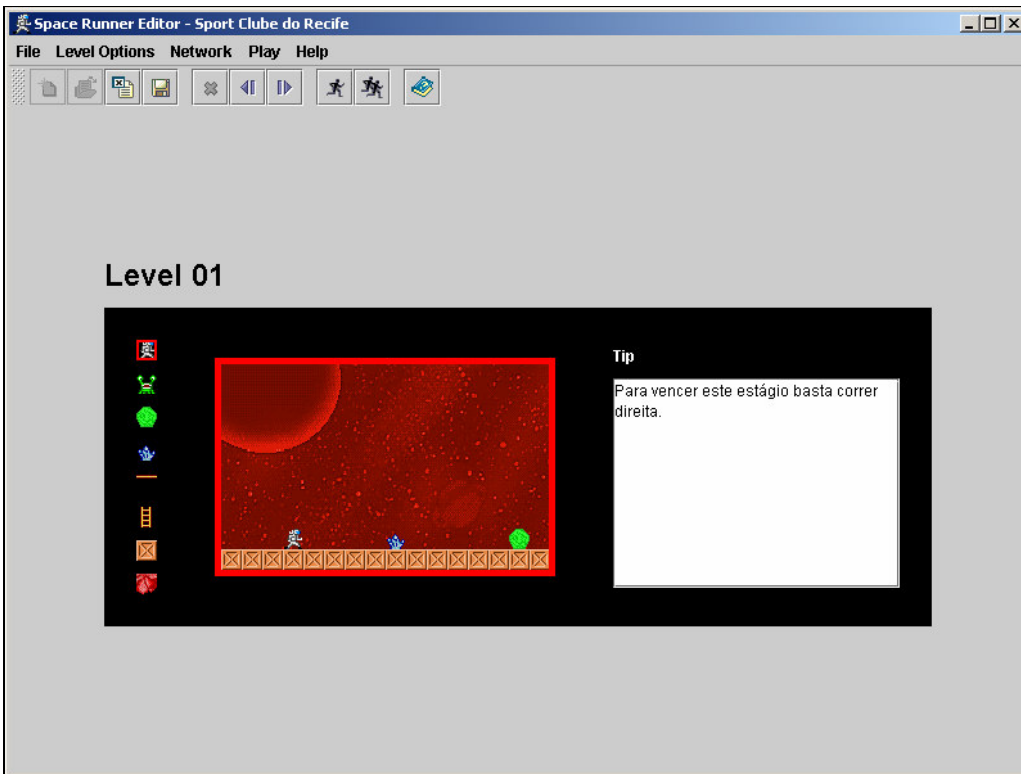 Space Runner Editor - Sport Clube do Recife
File Level Options Network Play Help
Level 01
Tip
Para vencer este estágio basta correr
direita.